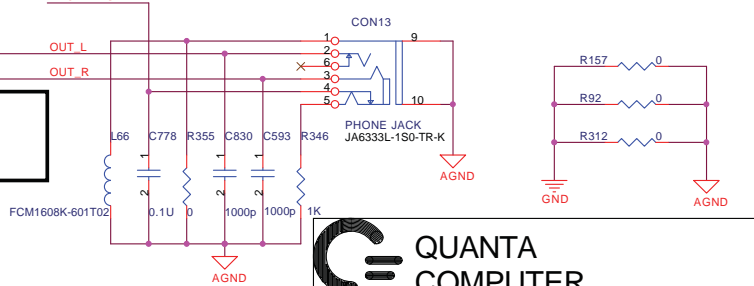 CON13
OUT_L
OUT_R
1
2
6
3
4
5
9
10
PHONE JACK
JA6333L-1S0-TR-K
AGND
R157 0
R92 0
R312 0
GND
AGND
L66 C778 R355 C830 C593 R346
1 1 1
2 2 2
FCM1608K-601T02 0.1U 0 1000p 1000p 1K
AGND
QUANTA
COMPUTER